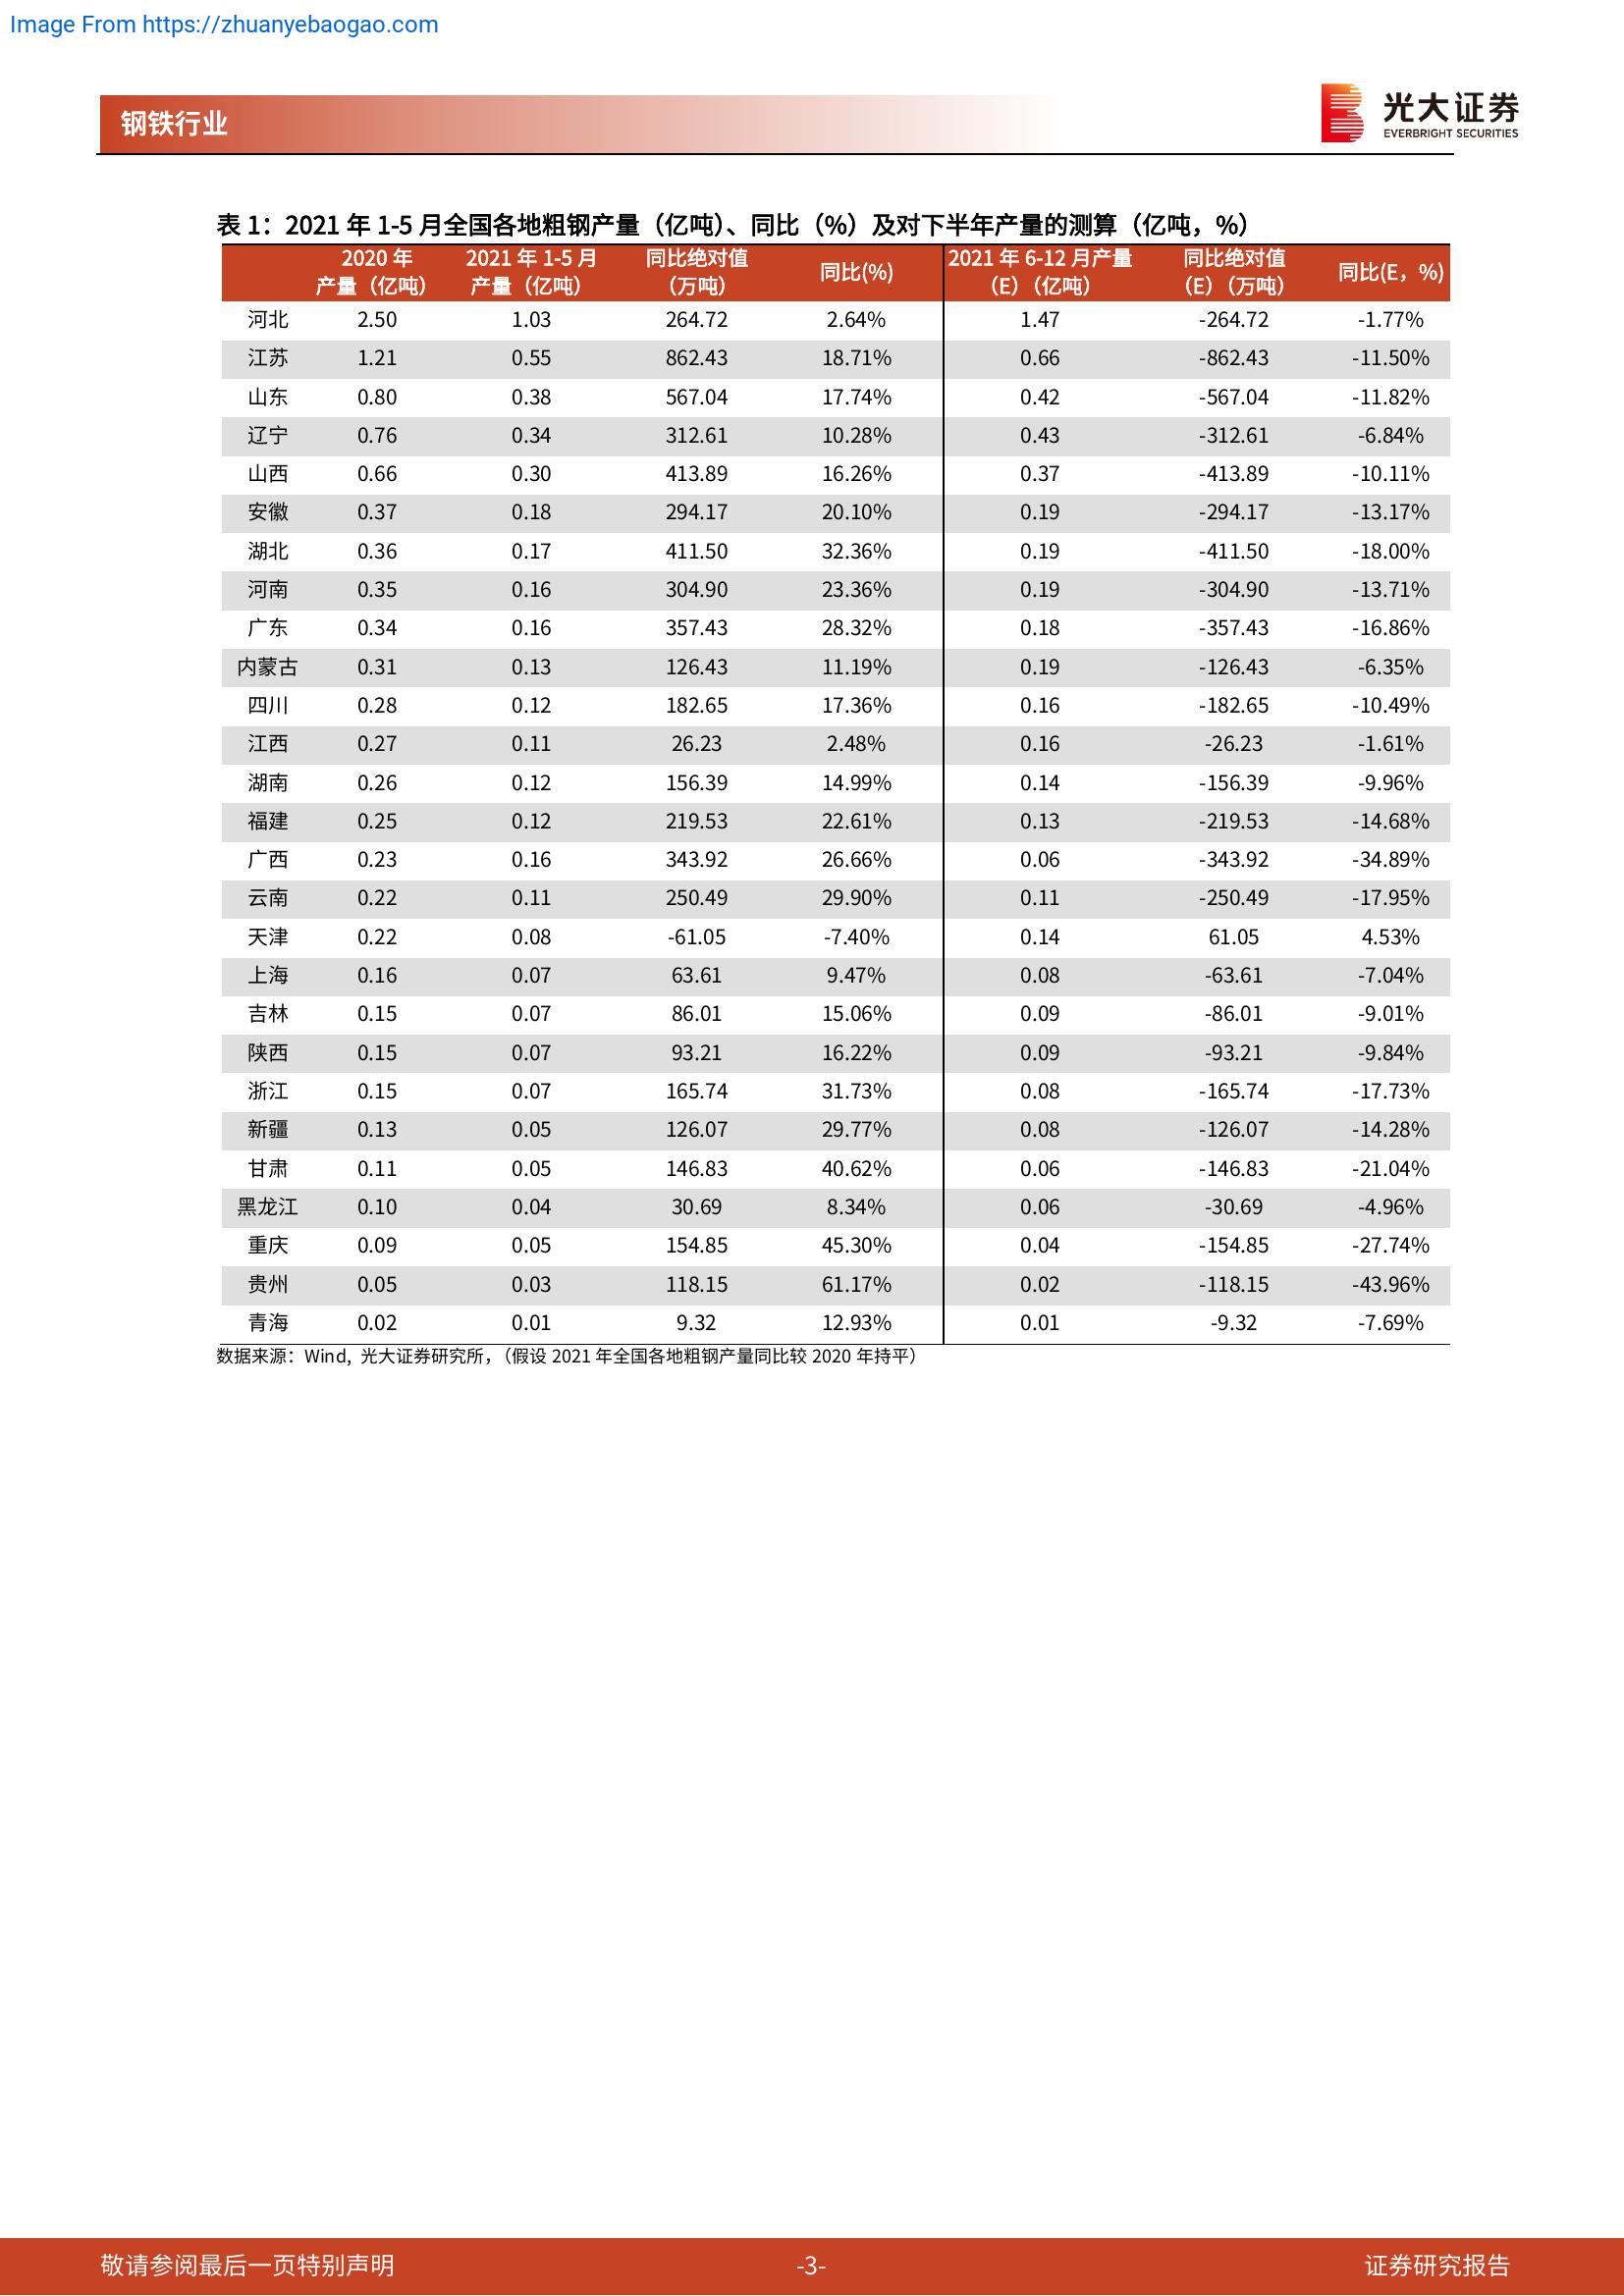 Image From https://zhuanyebaogao.com
钢铁行业
光大证券
EVERBRIGHT SECURITIES
表 1：2021 年 1-5 月全国各地粗钢产量（亿吨）、同比（%）及对下半年产量的测算（亿吨，%）
2020 年 产量（亿吨） 2021 年 1-5 月 产量（亿吨） 同比绝对值 （万吨） 同比(%) 2021 年 6-12 月产量 （E）（亿吨） 同比绝对值 （E）（万吨） 同比(E，%)
河北 2.50 1.03 264.72 2.64% 1.47 -264.72 -1.77%
江苏 1.21 0.55 862.43 18.71% 0.66 -862.43 -11.50%
山东 0.80 0.38 567.04 17.74% 0.42 -567.04 -11.82%
辽宁 0.76 0.34 312.61 10.28% 0.43 -312.61 -6.84%
山西 0.66 0.30 413.89 16.26% 0.37 -413.89 -10.11%
安徽 0.37 0.18 294.17 20.10% 0.19 -294.17 -13.17%
湖北 0.36 0.17 411.50 32.36% 0.19 -411.50 -18.00%
河南 0.35 0.16 304.90 23.36% 0.19 -304.90 -13.71%
广东 0.34 0.16 357.43 28.32% 0.18 -357.43 -16.86%
内蒙古 0.31 0.13 126.43 11.19% 0.19 -126.43 -6.35%
四川 0.28 0.12 182.65 17.36% 0.16 -182.65 -10.49%
江西 0.27 0.11 26.23 2.48% 0.16 -26.23 -1.61%
湖南 0.26 0.12 156.39 14.99% 0.14 -156.39 -9.96%
福建 0.25 0.12 219.53 22.61% 0.13 -219.53 -14.68%
广西 0.23 0.16 343.92 26.66% 0.06 -343.92 -34.89%
云南 0.22 0.11 250.49 29.90% 0.11 -250.49 -17.95%
天津 0.22 0.08 -61.05 -7.40% 0.14 61.05 4.53%
上海 0.16 0.07 63.61 9.47% 0.08 -63.61 -7.04%
吉林 0.15 0.07 86.01 15.06% 0.09 -86.01 -9.01%
陕西 0.15 0.07 93.21 16.22% 0.09 -93.21 -9.84%
浙江 0.15 0.07 165.74 31.73% 0.08 -165.74 -17.73%
新疆 0.13 0.05 126.07 29.77% 0.08 -126.07 -14.28%
甘肃 0.11 0.05 146.83 40.62% 0.06 -146.83 -21.04%
黑龙江 0.10 0.04 30.69 8.34% 0.06 -30.69 -4.96%
重庆 0.09 0.05 154.85 45.30% 0.04 -154.85 -27.74%
贵州 0.05 0.03 118.15 61.17% 0.02 -118.15 -43.96%
青海 0.02 0.01 9.32 12.93% 0.01 -9.32 -7.69%
数据来源：Wind, 光大证券研究所，（假设 2021 年全国各地粗钢产量同比较 2020 年持平）
敬请参阅最后一页特别声明 -3- 证券研究报告